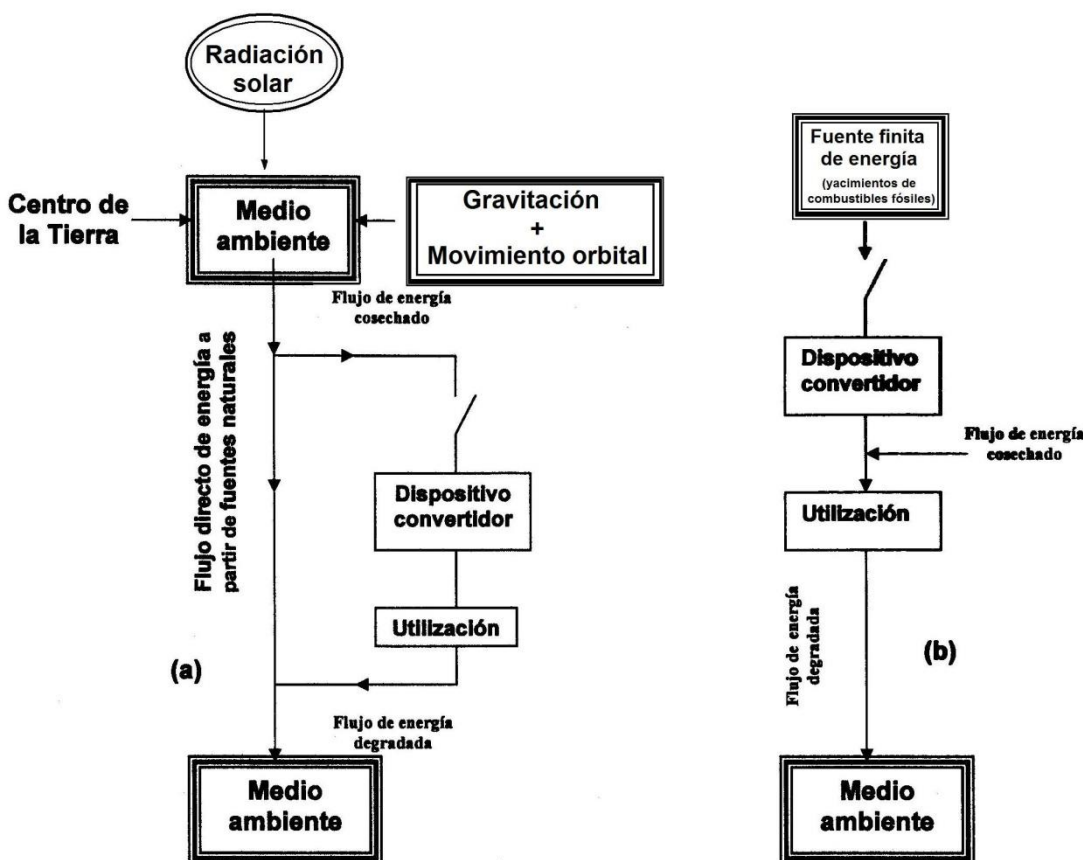 Radiación
solar
Centro de
la Tierra
Medio
ambiente
Gravitación
+
Movimiento orbital
Flujo de energía
cosechado
Flujo directo de energía a
partir de fuentes naturales
Dispositivo
convertidor
Utilización
(a)
Flujo de energía
degradada
Medio
ambiente
Fuente finita
de energía
(yacimientos de
combustibles fósiles)
Dispositivo
convertidor
Flujo de energía
cosechado
Utilización
Flujo de energía
degradada
(b)
Medio
ambiente